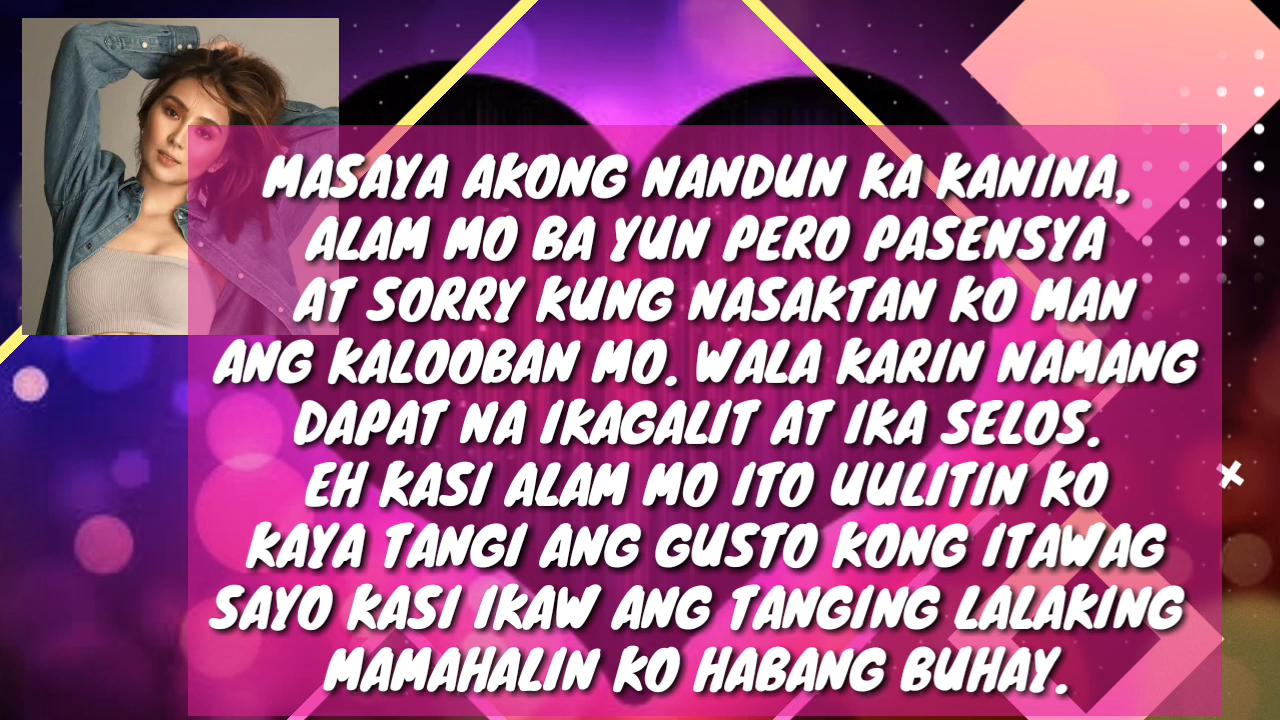 MASAYA AKONG NANDUN KA KANINA,
ALAM MO BA YUN PERO PASENSYA
AT SORRY KUNG NASAKTAN KO MAN
ANG KALOOBAN MO. WALA KARIN NAMANG
DAPAT NA IKAGALIT AT IKA SELOS.
EH KASI ALAM MO ITO UULITIN KO
KAYA TANGI ANG GUSTO KONG ITAWAG
SAYO KASI IKAW ANG TANGING LALAKING
MAMAHALIN KO HABANG BUHAY.